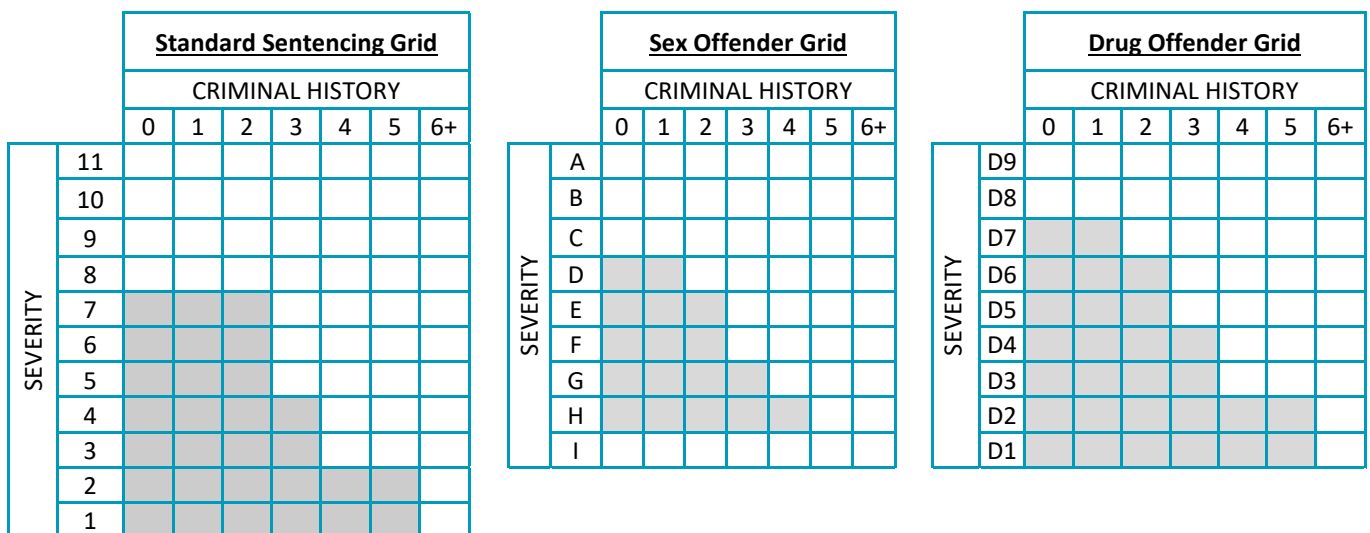 Standard Sentencing Grid
CRIMINAL HISTORY
0 1 2 3 4 5 6+
SEVERITY
11
10
9
8
7
6
5
4
3
2
1
Sex Offender Grid
CRIMINAL HISTORY
0 1 2 3 4 5 6+
SEVERITY
A
B
C
D
E
F
G
H
I
Drug Offender Grid
CRIMINAL HISTORY
0 1 2 3 4 5 6+
SEVERITY
D9
D8
D7
D6
D5
D4
D3
D2
D1